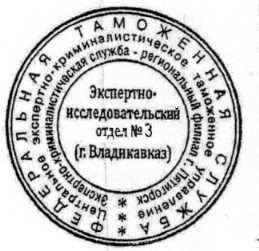 ФЕДЕРАЛЬНАЯ ТАМОЖЕННАЯ СЛУЖБА
Центральное экспертно-криминалистическое таможенное управление
Экспертно-криминалистическая служба - региональный филиал г. Пятигорск
Экспертно-
исследовательский
отдел № 3
(г. Владикавказ)